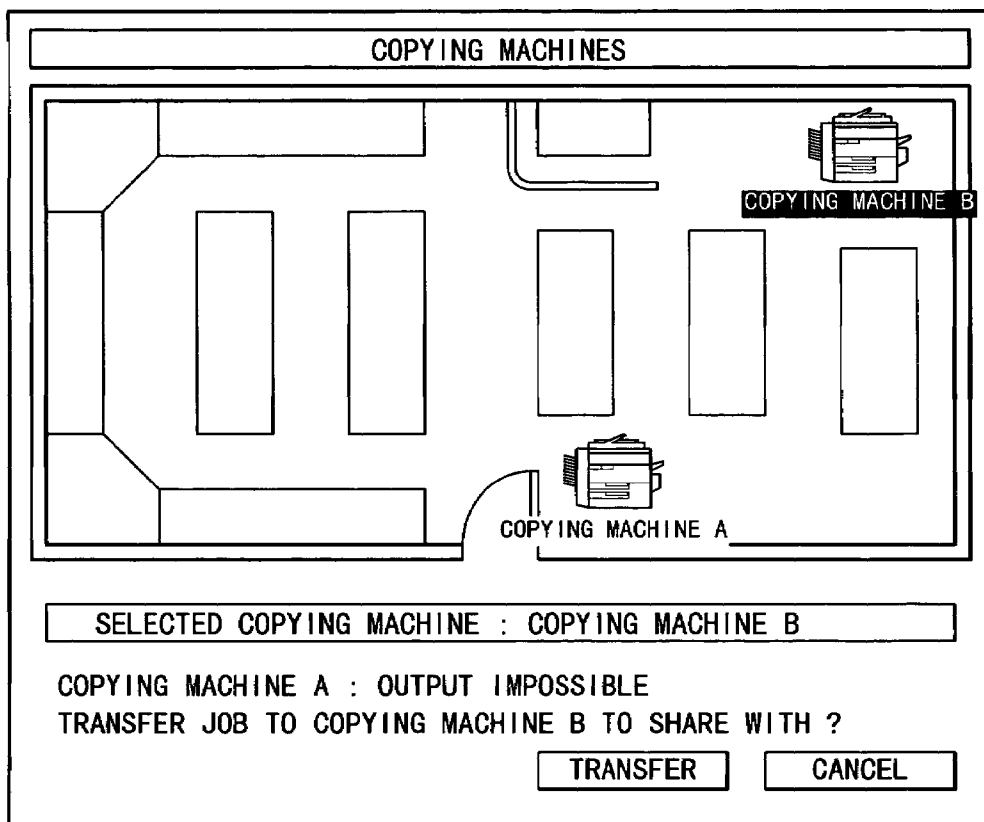 COPYING MACHINES
COPYING MACHINE B
COPYING MACHINE A
SELECTED COPYING MACHINE : COPYING MACHINE B
COPYING MACHINE A : OUTPUT IMPOSSIBLE
TRANSFER JOB TO COPYING MACHINE B TO SHARE WITH ?
TRANSFER
CANCEL